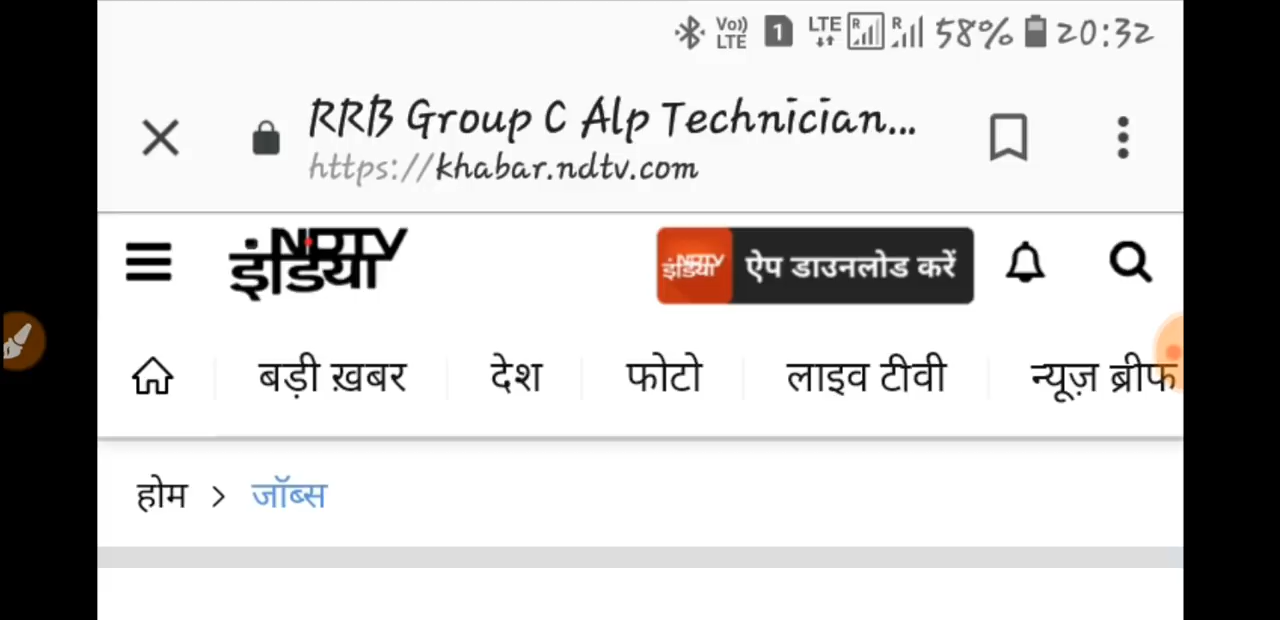 Vo)) LTE 1 LTE R R 58% 20:32
RRB Group C Alp Technician...
https://khabar.ndtv.com
NDTV
इंडिया
NDTV इंडिया ऐप डाउनलोड करें
बड़ी ख़बर देश फोटो लाइव टीवी न्यूज़ ब्रीफ
होम > जॉब्स